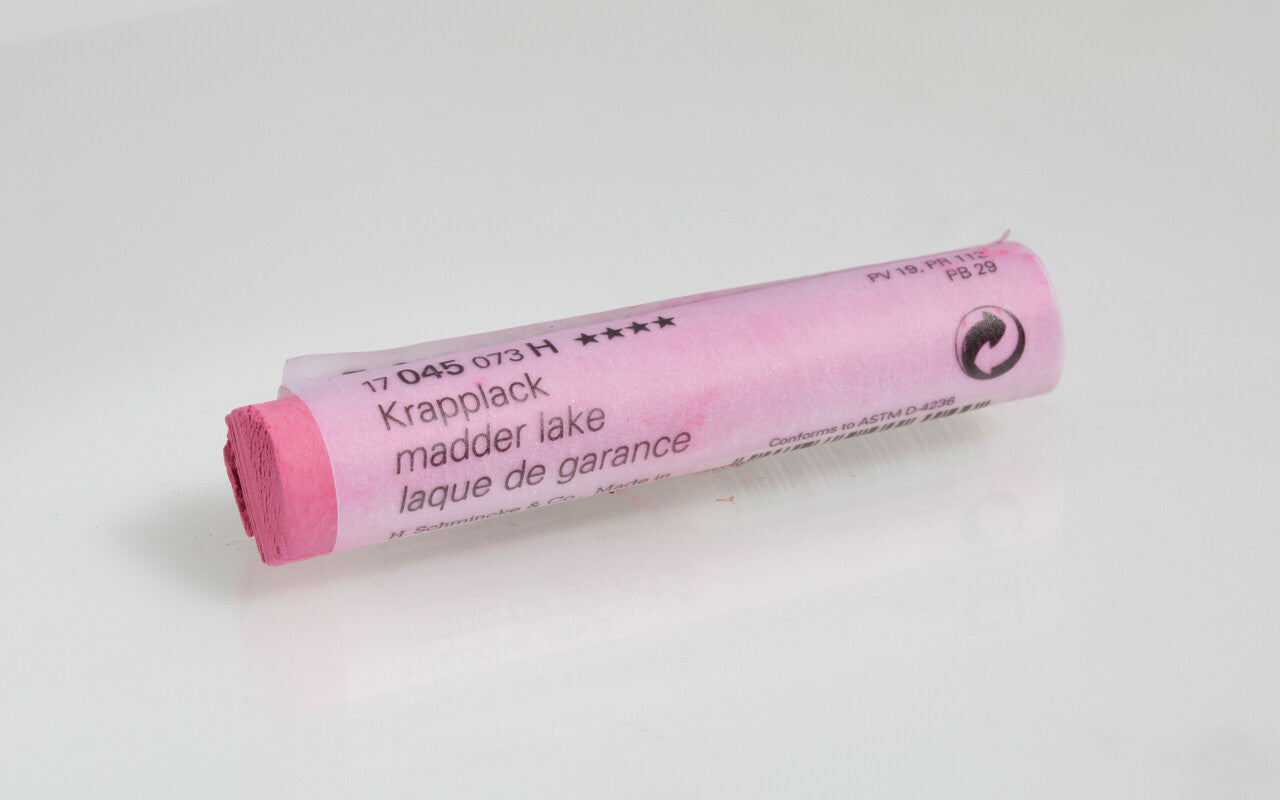 17 045 073 H ★★★★
Krapplack
madder lake
laque de garance
H. Schmincke & Co., Made in
PV 19, PR 112
PB 29
Conforms to ASTM D-4236